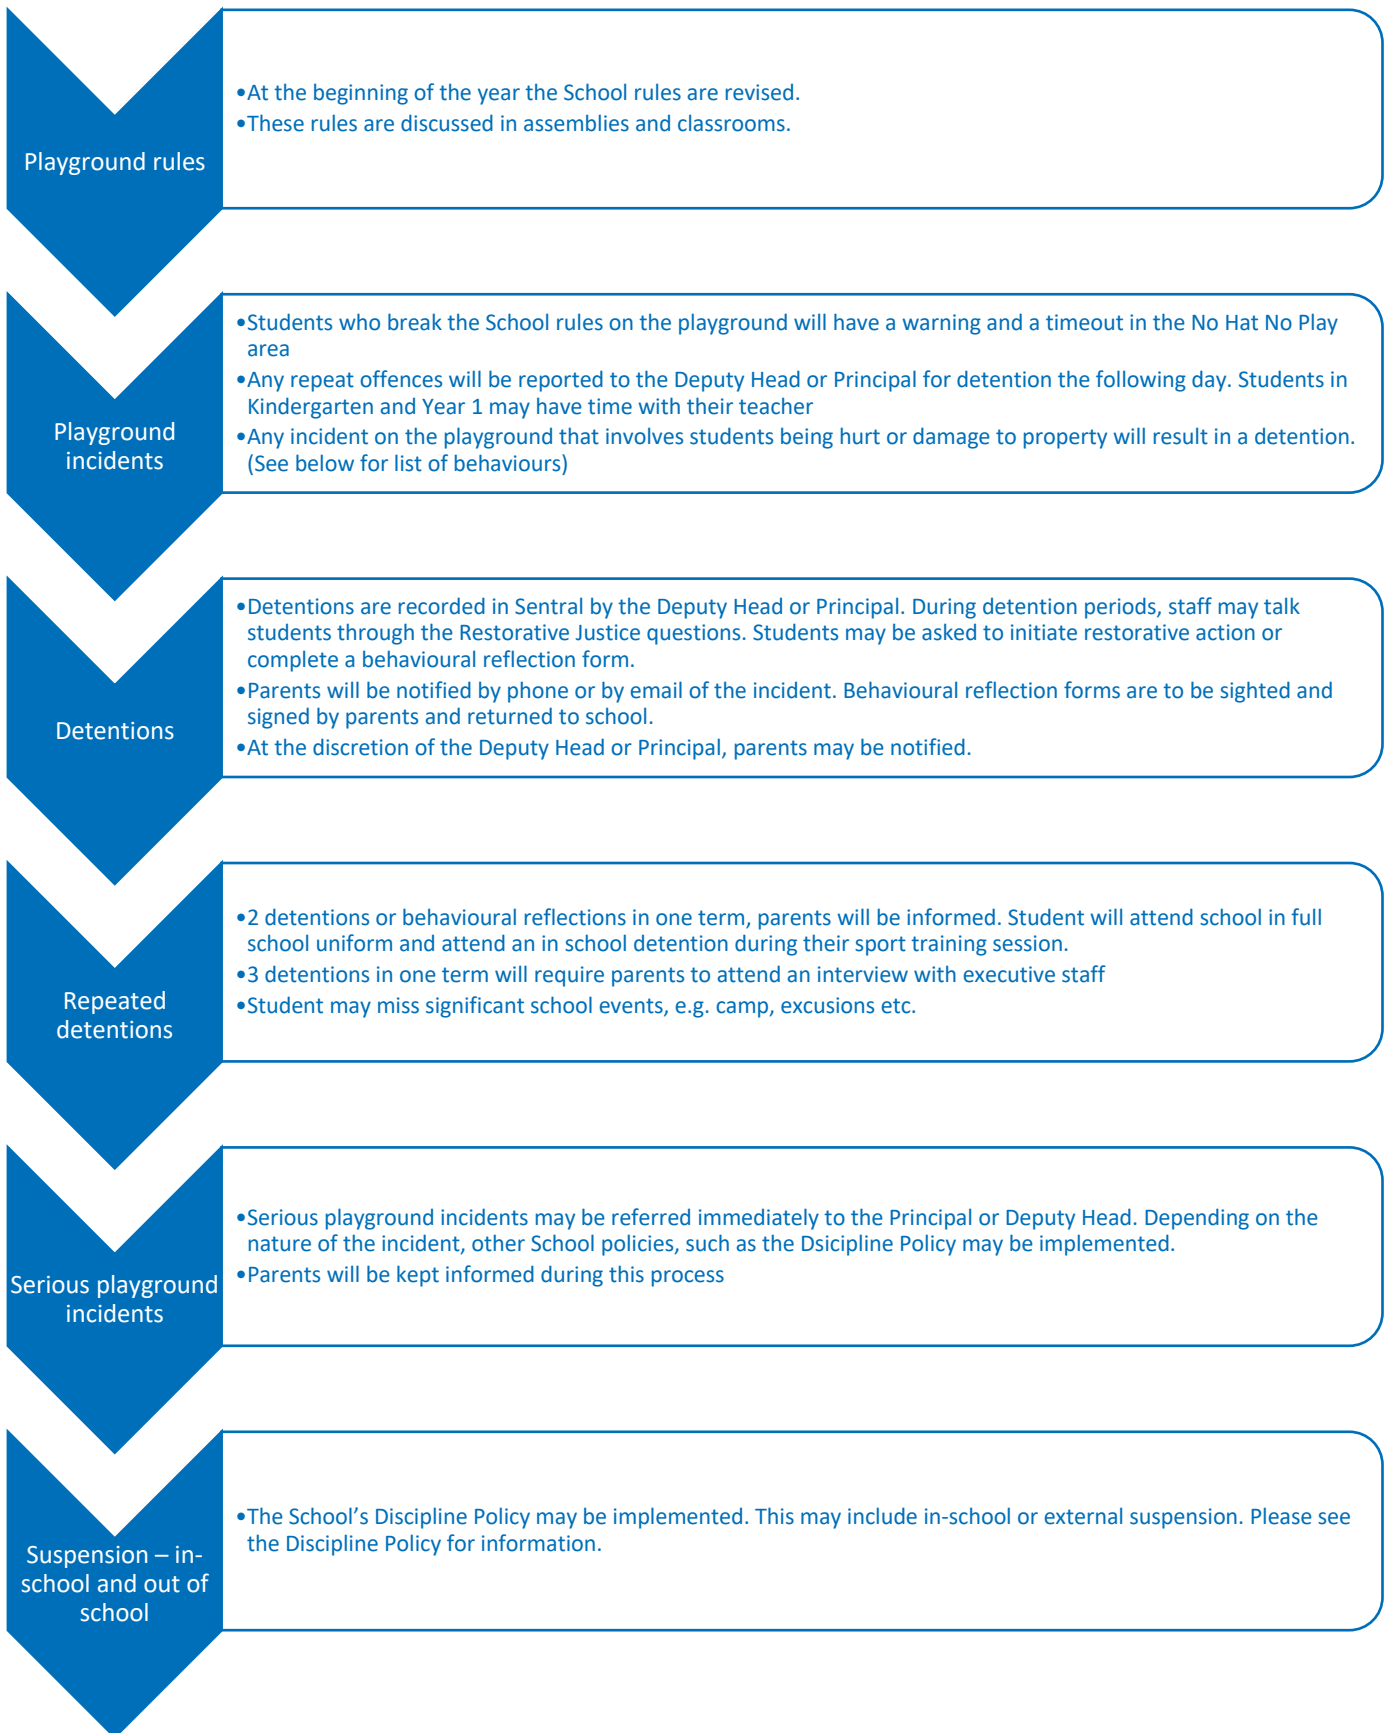 Playground rules
•At the beginning of the year the School rules are revised.
•These rules are discussed in assemblies and classrooms.
Playground
incidents
•Students who break the School rules on the playground will have a warning and a timeout in the No Hat No Play
area
•Any repeat offences will be reported to the Deputy Head or Principal for detention the following day. Students in
Kindergarten and Year 1 may have time with their teacher
•Any incident on the playground that involves students being hurt or damage to property will result in a detention.
(See below for list of behaviours)
Detentions
•Detentions are recorded in Sentral by the Deputy Head or Principal. During detention periods, staff may talk
students through the Restorative Justice questions. Students may be asked to initiate restorative action or
complete a behavioural reflection form.
•Parents will be notified by phone or by email of the incident. Behavioural reflection forms are to be sighted and
signed by parents and returned to school.
•At the discretion of the Deputy Head or Principal, parents may be notified.
Repeated
detentions
•2 detentions or behavioural reflections in one term, parents will be informed. Student will attend school in full
school uniform and attend an in school detention during their sport training session.
•3 detentions in one term will require parents to attend an interview with executive staff
•Student may miss significant school events, e.g. camp, excusions etc.
Serious playground
incidents
•Serious playground incidents may be referred immediately to the Principal or Deputy Head. Depending on the
nature of the incident, other School policies, such as the Dsicipline Policy may be implemented.
•Parents will be kept informed during this process
Suspension – in-
school and out of
school
•The School’s Discipline Policy may be implemented. This may include in-school or external suspension. Please see
the Discipline Policy for information.